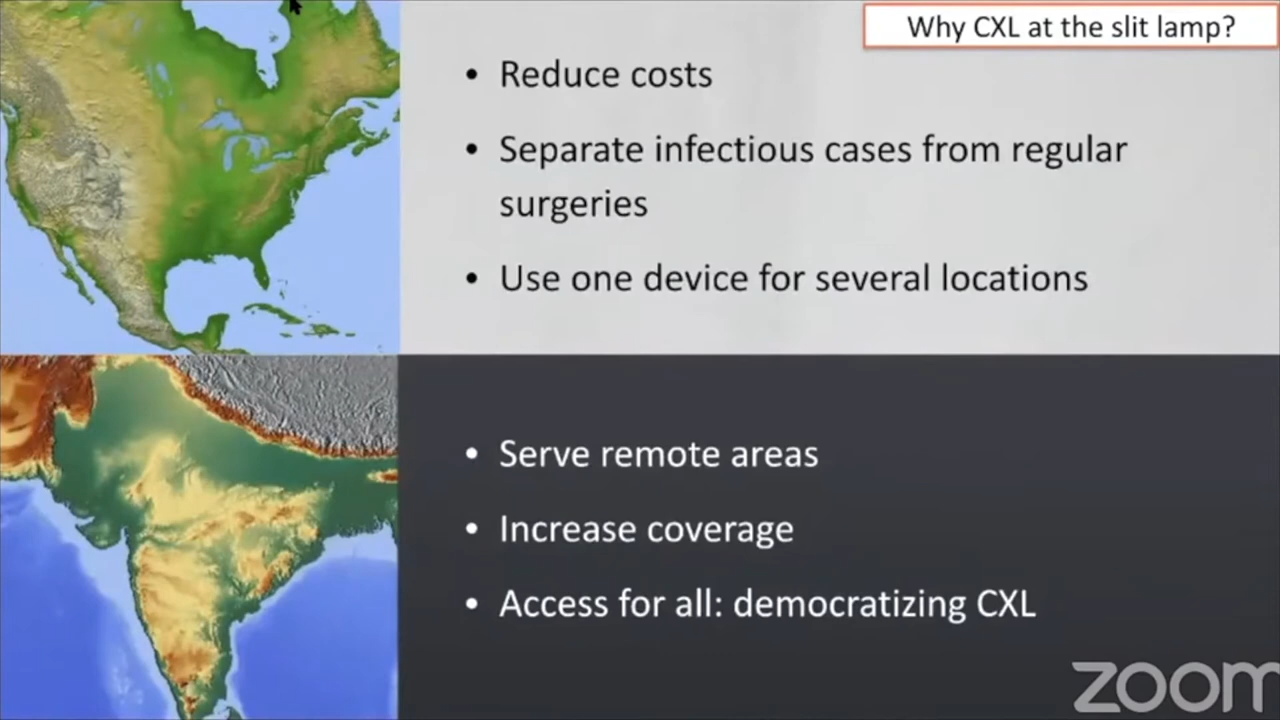 Why CXL at the slit lamp?
• Reduce costs
• Separate infectious cases from regular
surgeries
• Use one device for several locations
• Serve remote areas
• Increase coverage
• Access for all: democratizing CXL
zoom